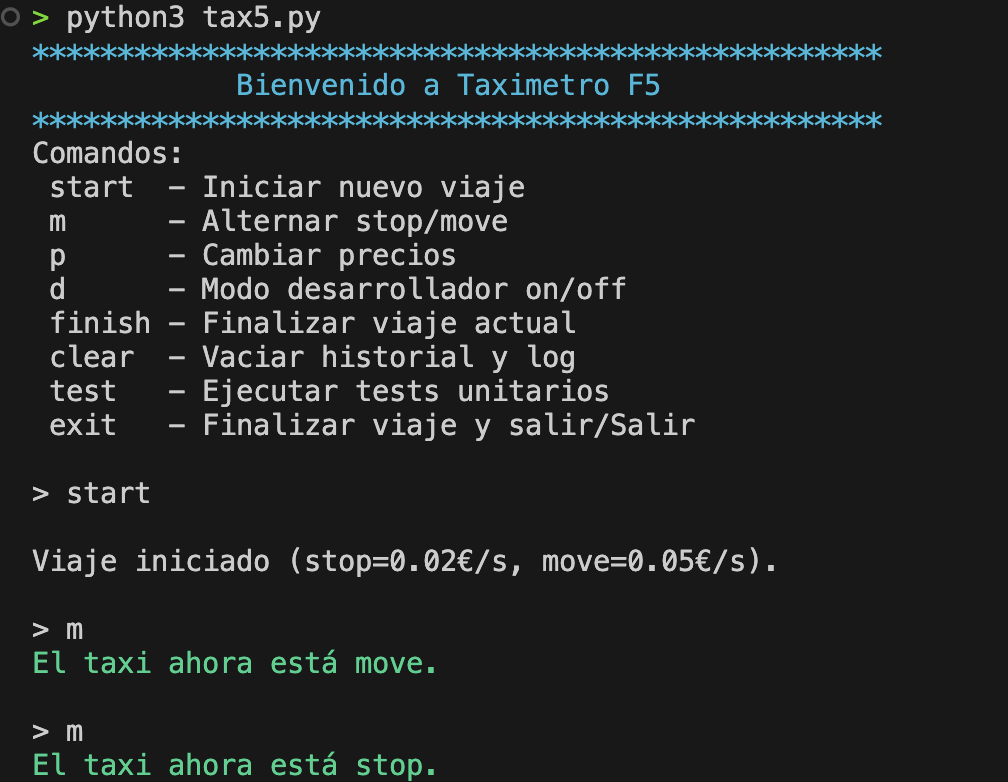 > python3 tax5.py
**************************************************
Bienvenido a Taximetro F5
**************************************************
Comandos:
start  – Iniciar nuevo viaje
m      – Alternar stop/move
p      – Cambiar precios
d      – Modo desarrollador on/off
finish – Finalizar viaje actual
clear  – Vaciar historial y log
test   – Ejecutar tests unitarios
exit   – Finalizar viaje y salir/Salir
> start
Viaje iniciado (stop=0.02€/s, move=0.05€/s).
> m
El taxi ahora está move.
> m
El taxi ahora está stop.